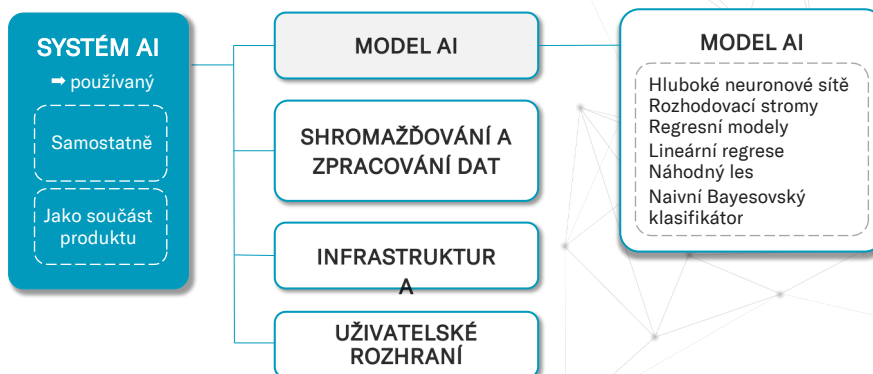 SYSTÉM AI
➡ používaný
Samostatně
Jako součást
produktu
MODEL AI
SHROMAŽĎOVÁNÍ A
ZPRACOVÁNÍ DAT
INFRASTRUKTUR
A
UŽIVATELSKÉ
ROZHRANÍ
MODEL AI
Hluboké neuronové sítě
Rozhodovací stromy
Regresní modely
Lineární regrese
Náhodný les
Naivní Bayesovský
klasifikátor